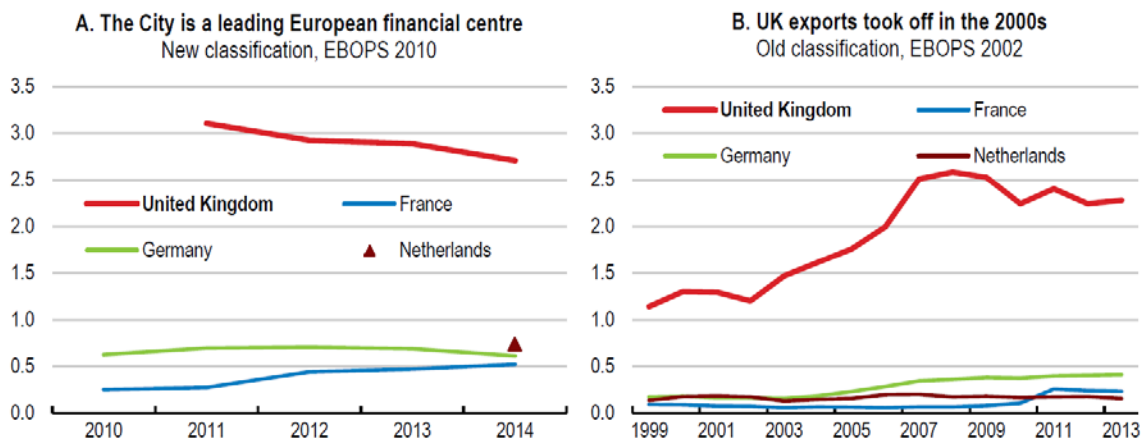 A. The City is a leading European financial centre
New classification, EBOPS 2010
3.5
3.0
2.5
2.0
1.5
1.0
0.5
0.0
United Kingdom
France
Germany
Netherlands
2010
2011
2012
2013
2014
B. UK exports took off in the 2000s
Old classification, EBOPS 2002
3.5
3.0
2.5
2.0
1.5
1.0
0.5
0.0
United Kingdom
France
Germany
Netherlands
1999
2001
2003
2005
2007
2009
2011
2013